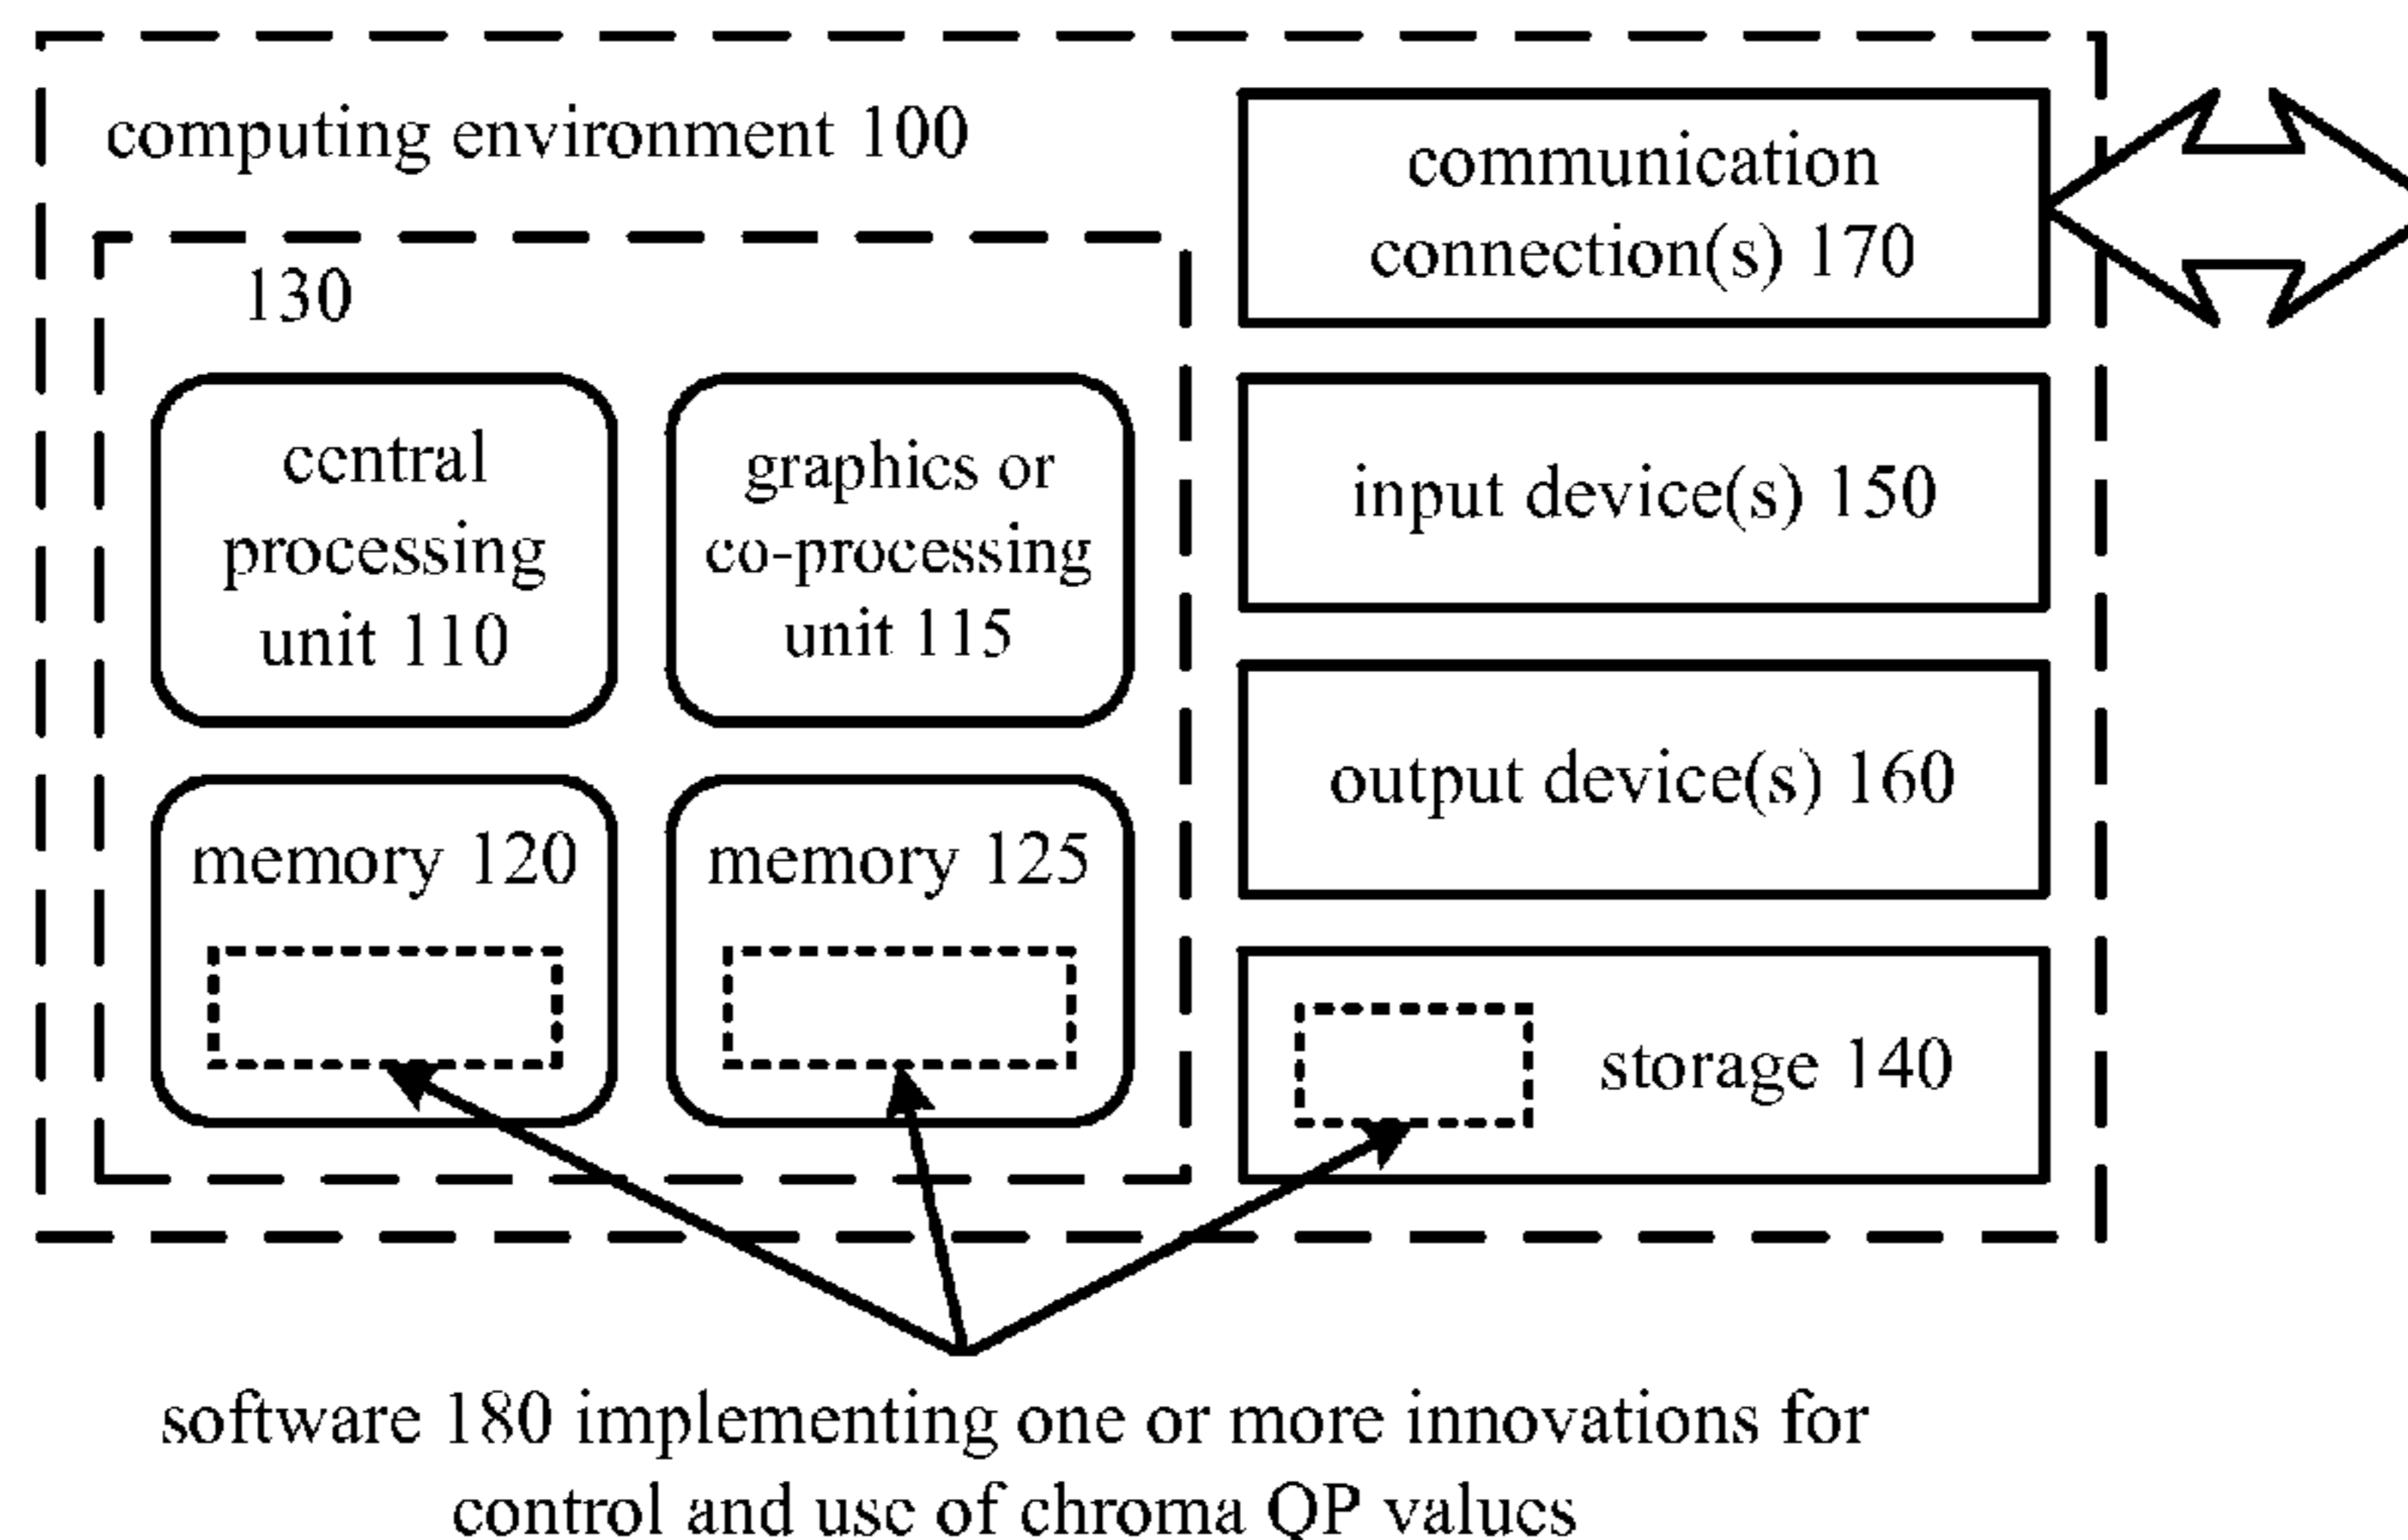 computing environment 100
communication
connection(s) 170
130
central
processing
unit 110
graphics or
co-processing
unit 115
input device(s) 150
output device(s) 160
memory 120
memory 125
storage 140
software 180 implementing one or more innovations for
control and use of chroma QP values